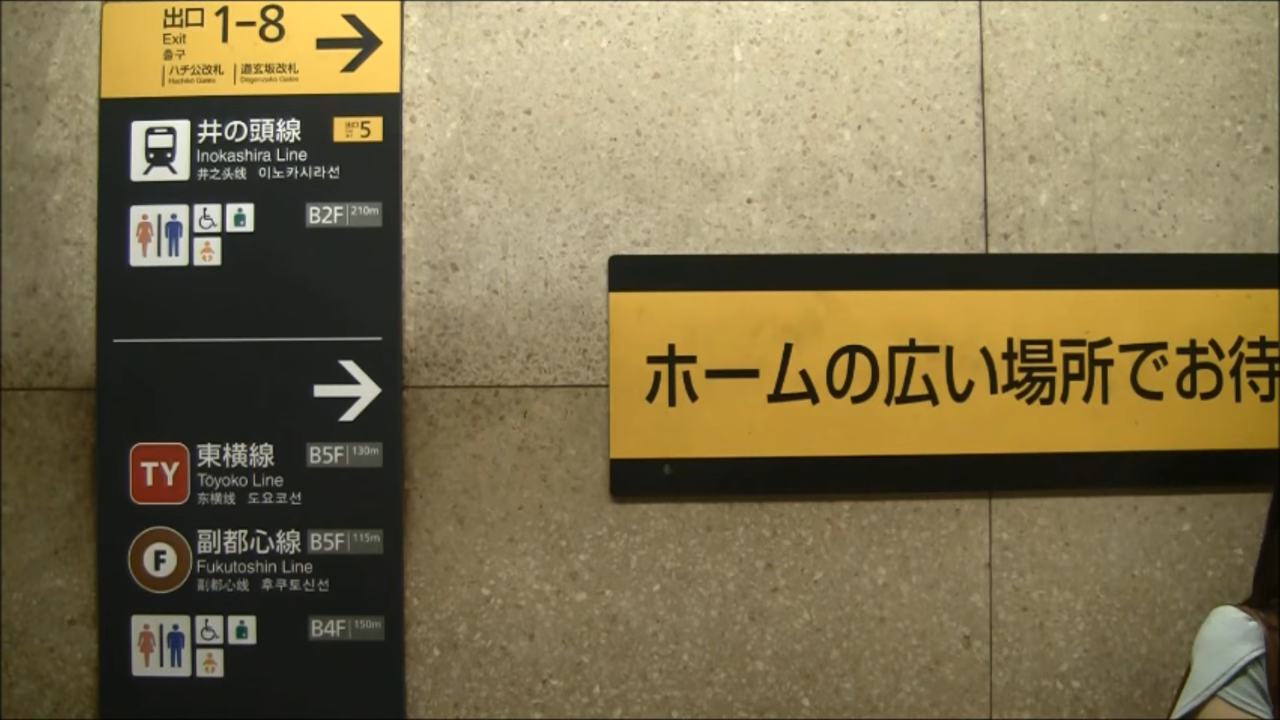 出口 1-8
Exit
출구
ハチ公改札 道玄坂改札
Hachiko Gates Dogenzaka Gates
井の頭線 出口 5
Inokashira Line
井之头线 이노카시라선
B2F 210m
TY 東横線 B5F 130m
Toyoko Line
东横线 도요코선
F 副都心線 B5F 115m
Fukutoshin Line
副都心线 후쿠토신선
B4F 150m
ホームの広い場所でお待